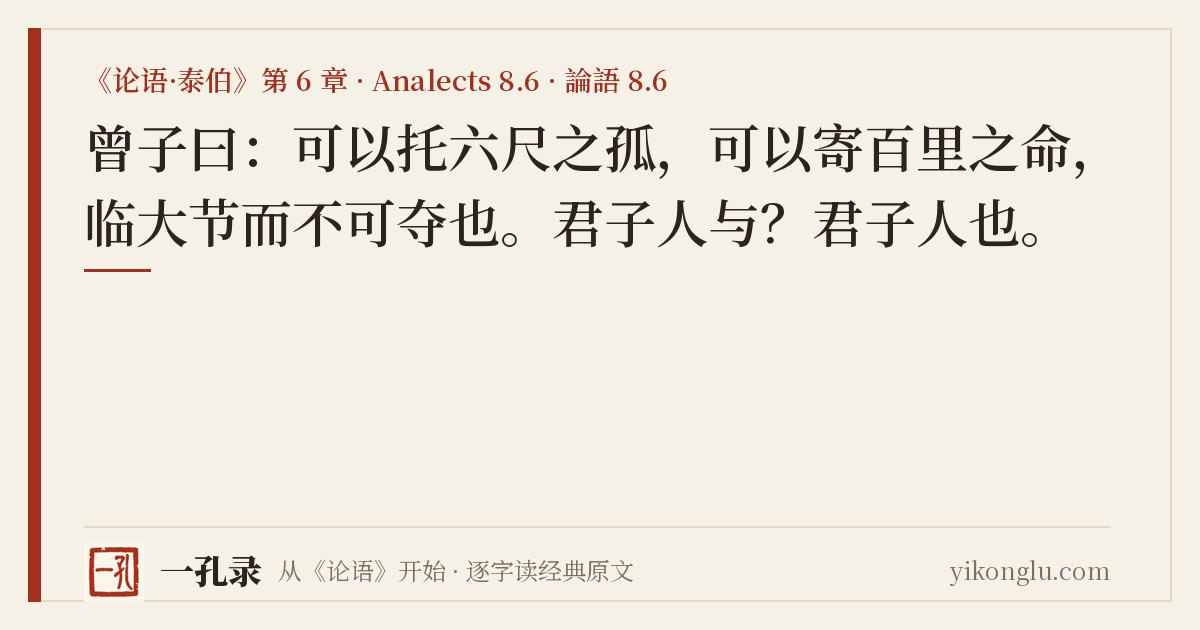 《论语·泰伯》第 6 章 · Analects 8.6 · 論語 8.6
曾子曰：可以托六尺之孤，可以寄百里之命，
临大节而不可夺也。君子人与？君子人也。
一孔
一孔录 从《论语》开始 · 逐字读经典原文 yikonglu.com